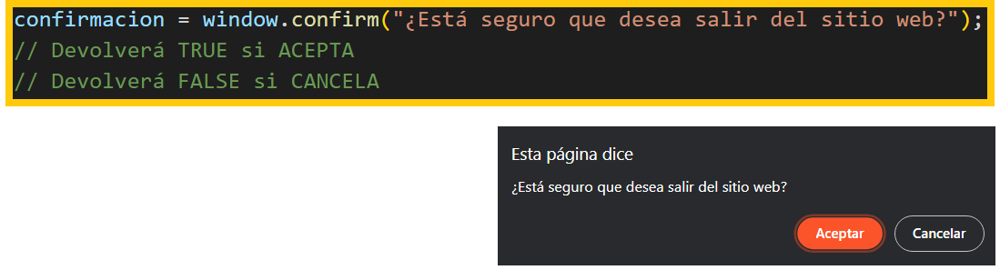 confirmacion = window.confirm("¿Está seguro que desea salir del sitio web?");
// Devolverá TRUE si ACEPTA
// Devolverá FALSE si CANCELA
Esta página dice
¿Está seguro que desea salir del sitio web?
Aceptar Cancelar